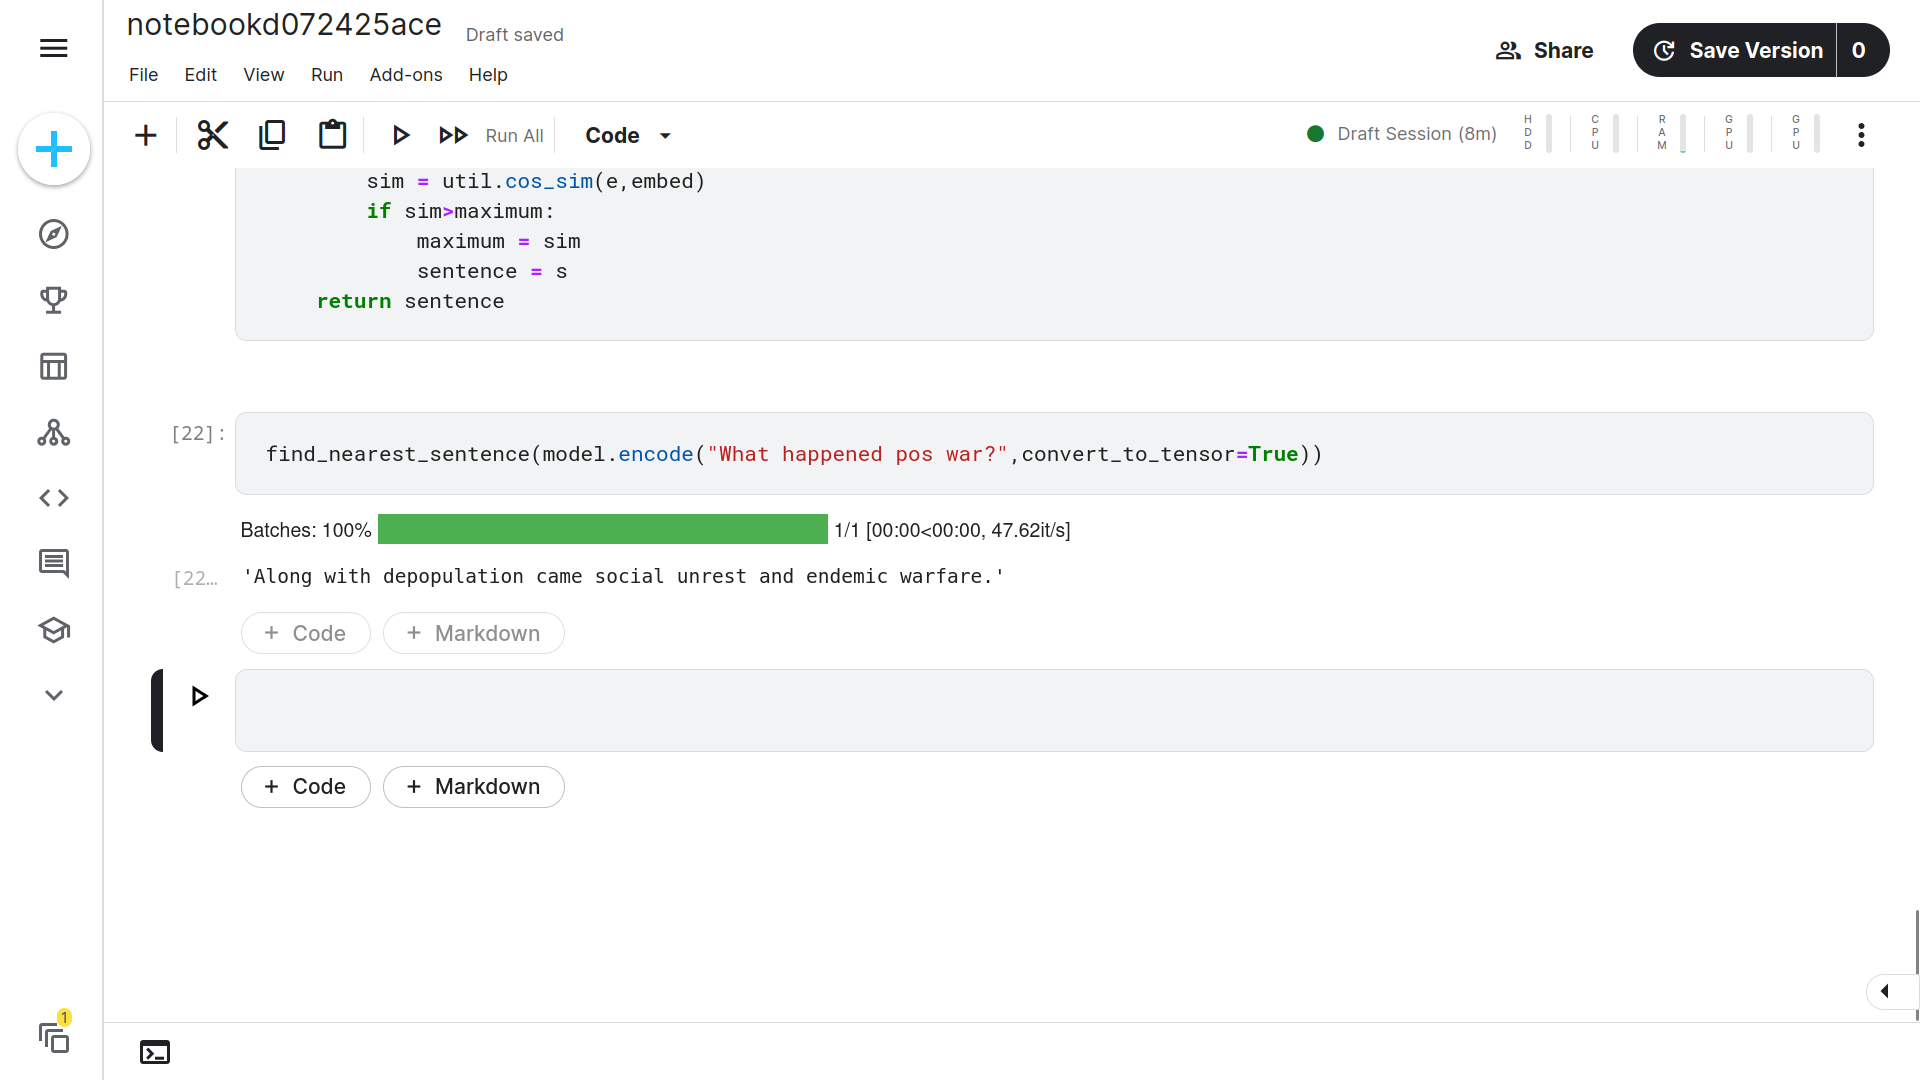 notebookd072425ace
Draft saved
File Edit View Run Add-ons Help
Share
Save Version 0
Run All
Code
Draft Session (8m)
HDD
CPU
RAM
GPU
GPU
sim = util.cos_sim(e,embed)
if sim>maximum:
maximum = sim
sentence = s
return sentence
[22]:
find_nearest_sentence(model.encode("What happened pos war?",convert_to_tensor=True))
Batches: 100% 1/1 [00:00<00:00, 47.62it/s]
[22…
'Along with depopulation came social unrest and endemic warfare.'
+ Code + Markdown
+ Code + Markdown
1